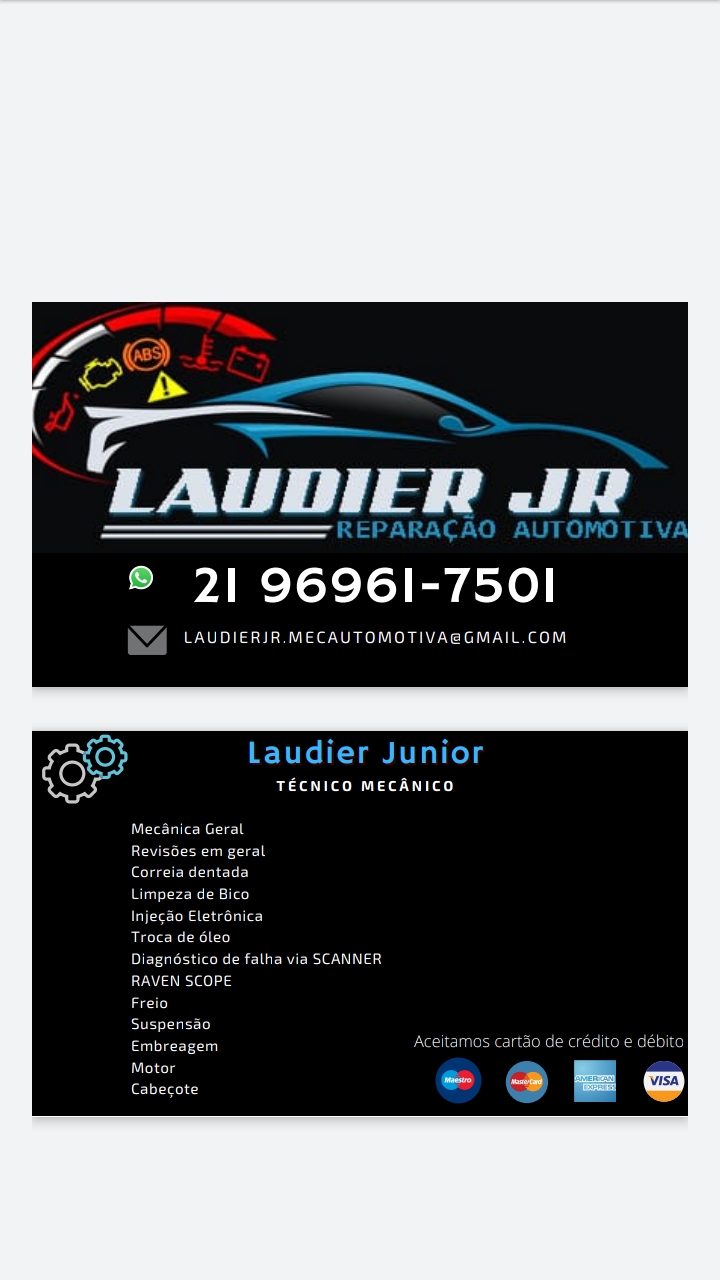 ABS
LAUDIER JR
REPARAÇÃO AUTOMOTIVA
21 96961-7501
LAUDIERJR.MECAUTOMOTIVA@GMAIL.COM
Laudier Junior
TÉCNICO MECÂNICO
Mecânica Geral
Revisões em geral
Correia dentada
Limpeza de Bico
Injeção Eletrônica
Troca de óleo
Diagnóstico de falha via SCANNER
RAVEN SCOPE
Freio
Suspensão
Embreagem
Motor
Cabeçote
Aceitamos cartão de crédito e débito
Maestro MasterCard AMERICAN EXPRESS VISA